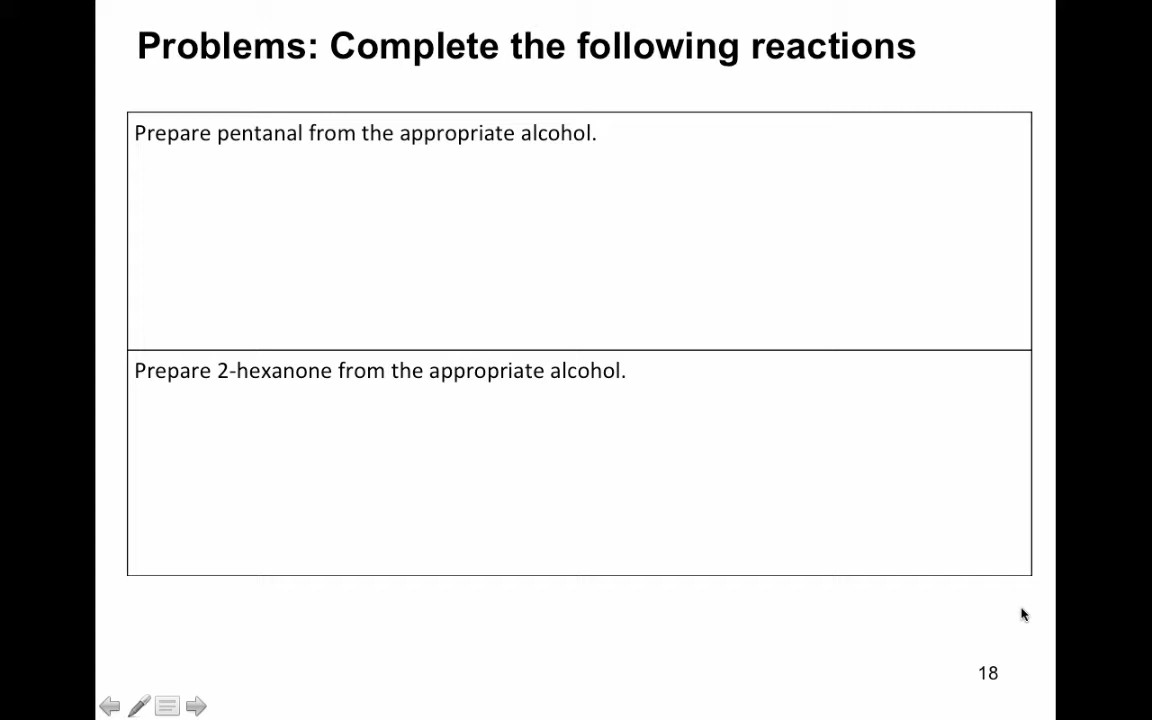 Problems: Complete the following reactions
Prepare pentanal from the appropriate alcohol.
Prepare 2-hexanone from the appropriate alcohol.
18